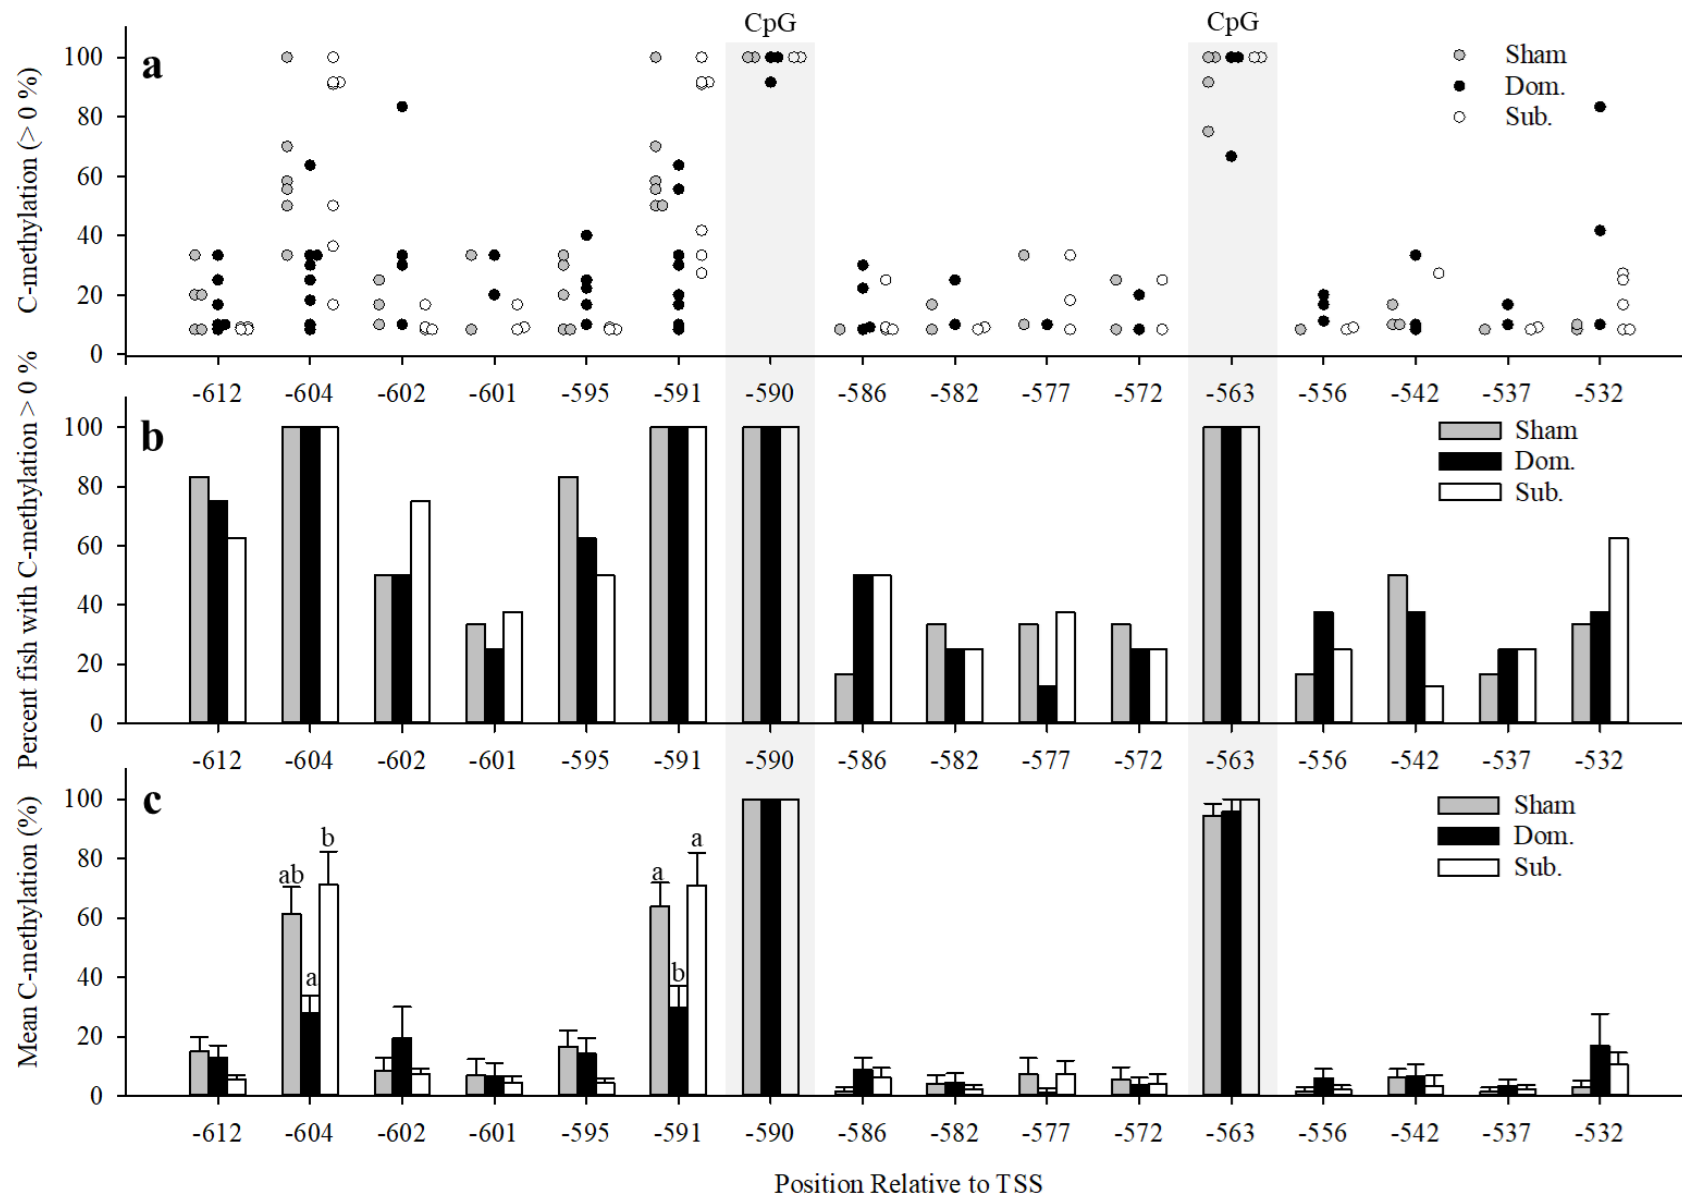 CpG CpG
a
100
80
60
40
20
0
C-methylation (> 0 %)
Sham
Dom.
Sub.
-612 -604 -602 -601 -595 -591 -590 -586 -582 -577 -572 -563 -556 -542 -537 -532
b
100
80
60
40
20
0
Percent fish with C-methylation > 0 %
Sham
Dom.
Sub.
-612 -604 -602 -601 -595 -591 -590 -586 -582 -577 -572 -563 -556 -542 -537 -532
c
100
80
60
40
20
0
Mean C-methylation (%)
ab a b a b a
Sham
Dom.
Sub.
-612 -604 -602 -601 -595 -591 -590 -586 -582 -577 -572 -563 -556 -542 -537 -532
Position Relative to TSS